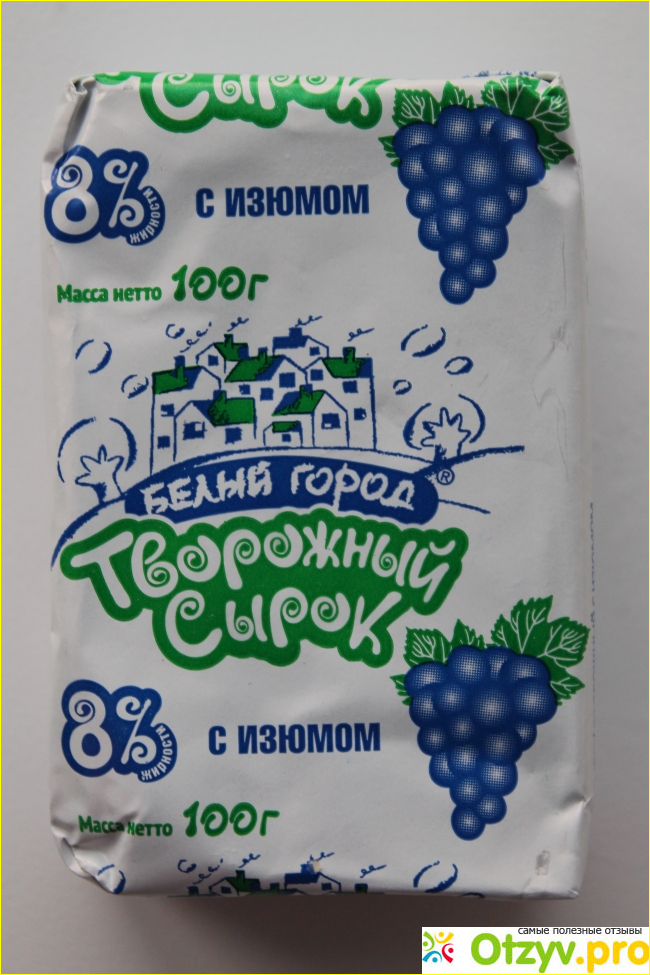 Сырок
8% жирности
С ИЗЮМОМ
Масса нетто 100г
БЕЛЫЙ ГОРОД ®
Творожный
Сырок
8% жирности
С ИЗЮМОМ
Масса нетто 100г
самые полезные отзывы
Otzyv.pro